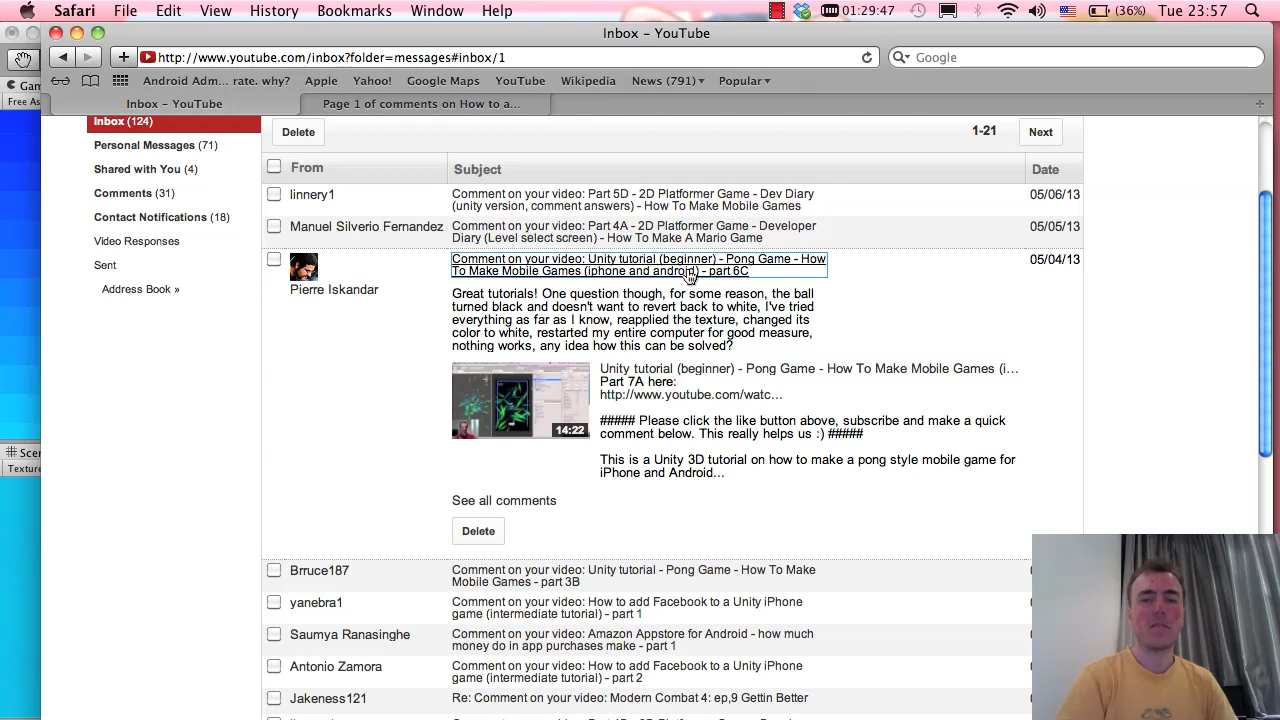 Safari File Edit View History Bookmarks Window Help 01:29:47 (36%) Tue 23:57
Inbox – YouTube
http://www.youtube.com/inbox?folder=messages#inbox/1 Google
Android Adm... rate. why? Apple Yahoo! Google Maps YouTube Wikipedia News (791) Popular
Inbox – YouTube Page 1 of comments on How to a...
Gam
Free As
Scen
Texture
Inbox (124)
Personal Messages (71)
Shared with You (4)
Comments (31)
Contact Notifications (18)
Video Responses
Sent
Address Book »
Delete 1-21 Next
From Subject Date
linnery1 Comment on your video: Part 5D - 2D Platformer Game - Dev Diary 05/06/13
(unity version, comment answers) - How To Make Mobile Games
Manuel Silverio Fernandez Comment on your video: Part 4A - 2D Platformer Game - Developer 05/05/13
Diary (Level select screen) - How To Make A Mario Game
Comment on your video: Unity tutorial (beginner) - Pong Game - How 05/04/13
To Make Mobile Games (iphone and android) - part 6C
Pierre Iskandar
Great tutorials! One question though, for some reason, the ball
turned black and doesn't want to revert back to white, I've tried
everything as far as I know, reapplied the texture, changed its
color to white, restarted my entire computer for good measure,
nothing works, any idea how this can be solved?
14:22
Unity tutorial (beginner) - Pong Game - How To Make Mobile Games (i...
Part 7A here:
http://www.youtube.com/watc...
##### Please click the like button above, subscribe and make a quick
comment below. This really helps us :) #####
This is a Unity 3D tutorial on how to make a pong style mobile game for
iPhone and Android...
See all comments
Delete
Brruce187 Comment on your video: Unity tutorial - Pong Game - How To Make
Mobile Games - part 3B
yanebra1 Comment on your video: How to add Facebook to a Unity iPhone
game (intermediate tutorial) - part 1
Saumya Ranasinghe Comment on your video: Amazon Appstore for Android - how much
money do in app purchases make - part 1
Antonio Zamora Comment on your video: How to add Facebook to a Unity iPhone
game (intermediate tutorial) - part 2
Jakeness121 Re: Comment on your video: Modern Combat 4: ep,9 Gettin Better